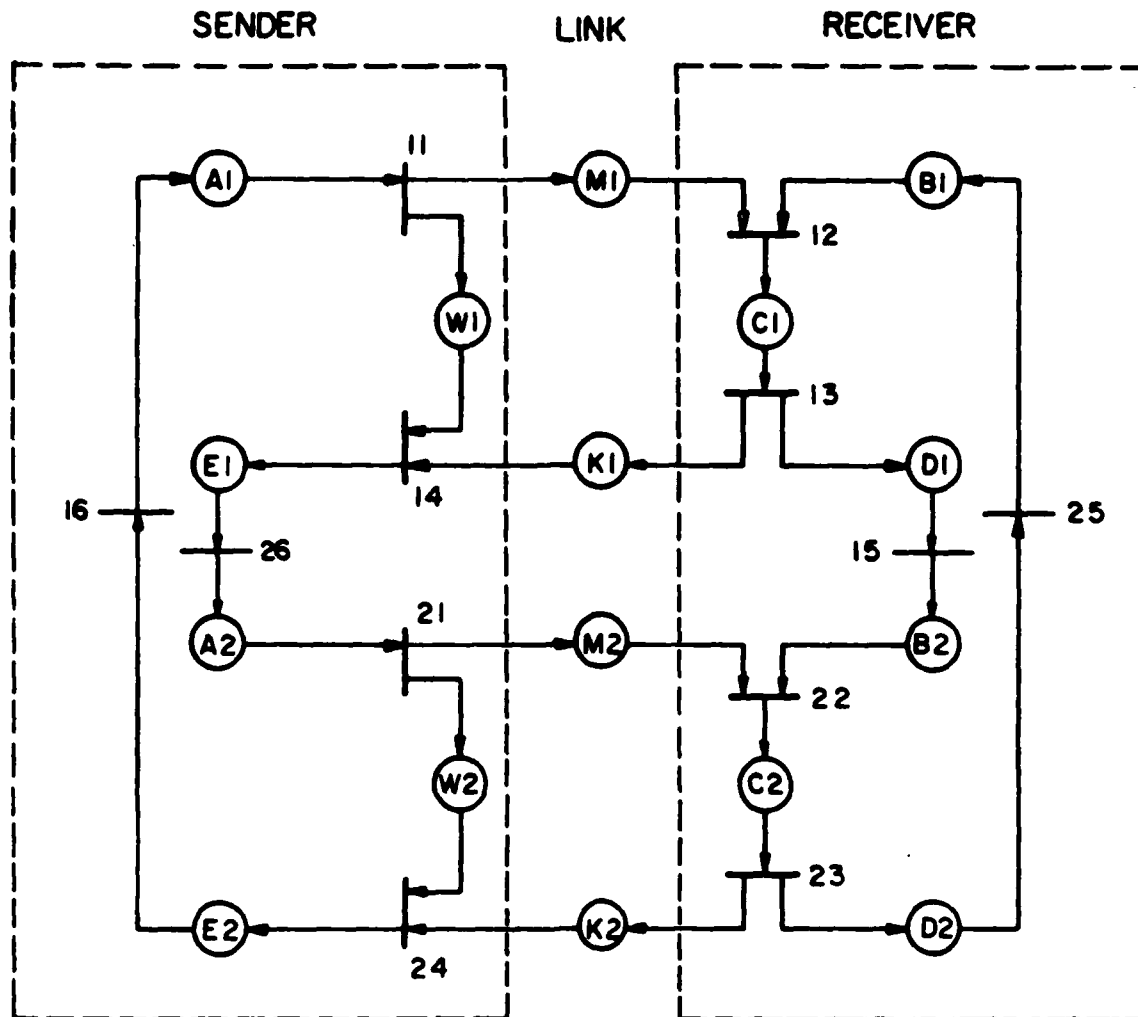 SENDER LINK RECEIVER
11
A1 M1 B1
12
W1 C1
13
E1 K1 D1
14
16 25
26 15
21
A2 M2 B2
22
W2 C2
23
E2 K2 D2
24